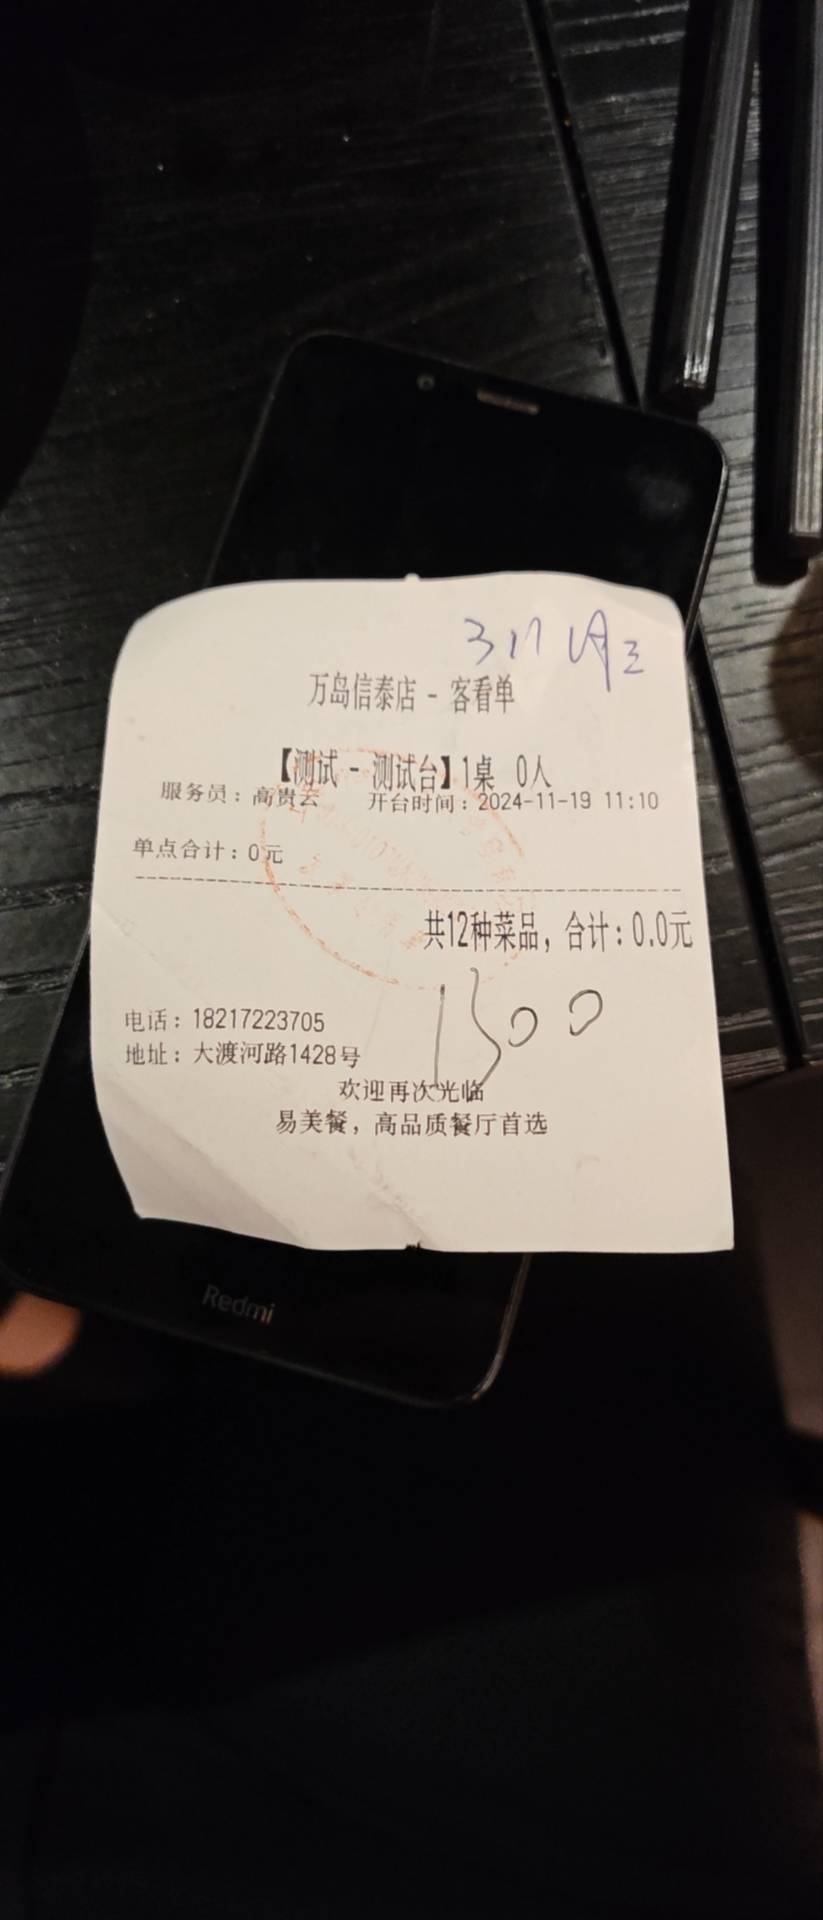 万岛信泰店 - 客看单
【测试 - 测试台】1桌 0人
服务员：高贵云 开台时间：2024-11-19 11:10
单点合计：0元
共12种菜品，合计：0.0元
1500
电话：18217223705
地址：大渡河路1428号
欢迎再次光临
易美餐，高品质餐厅首选
Redmi